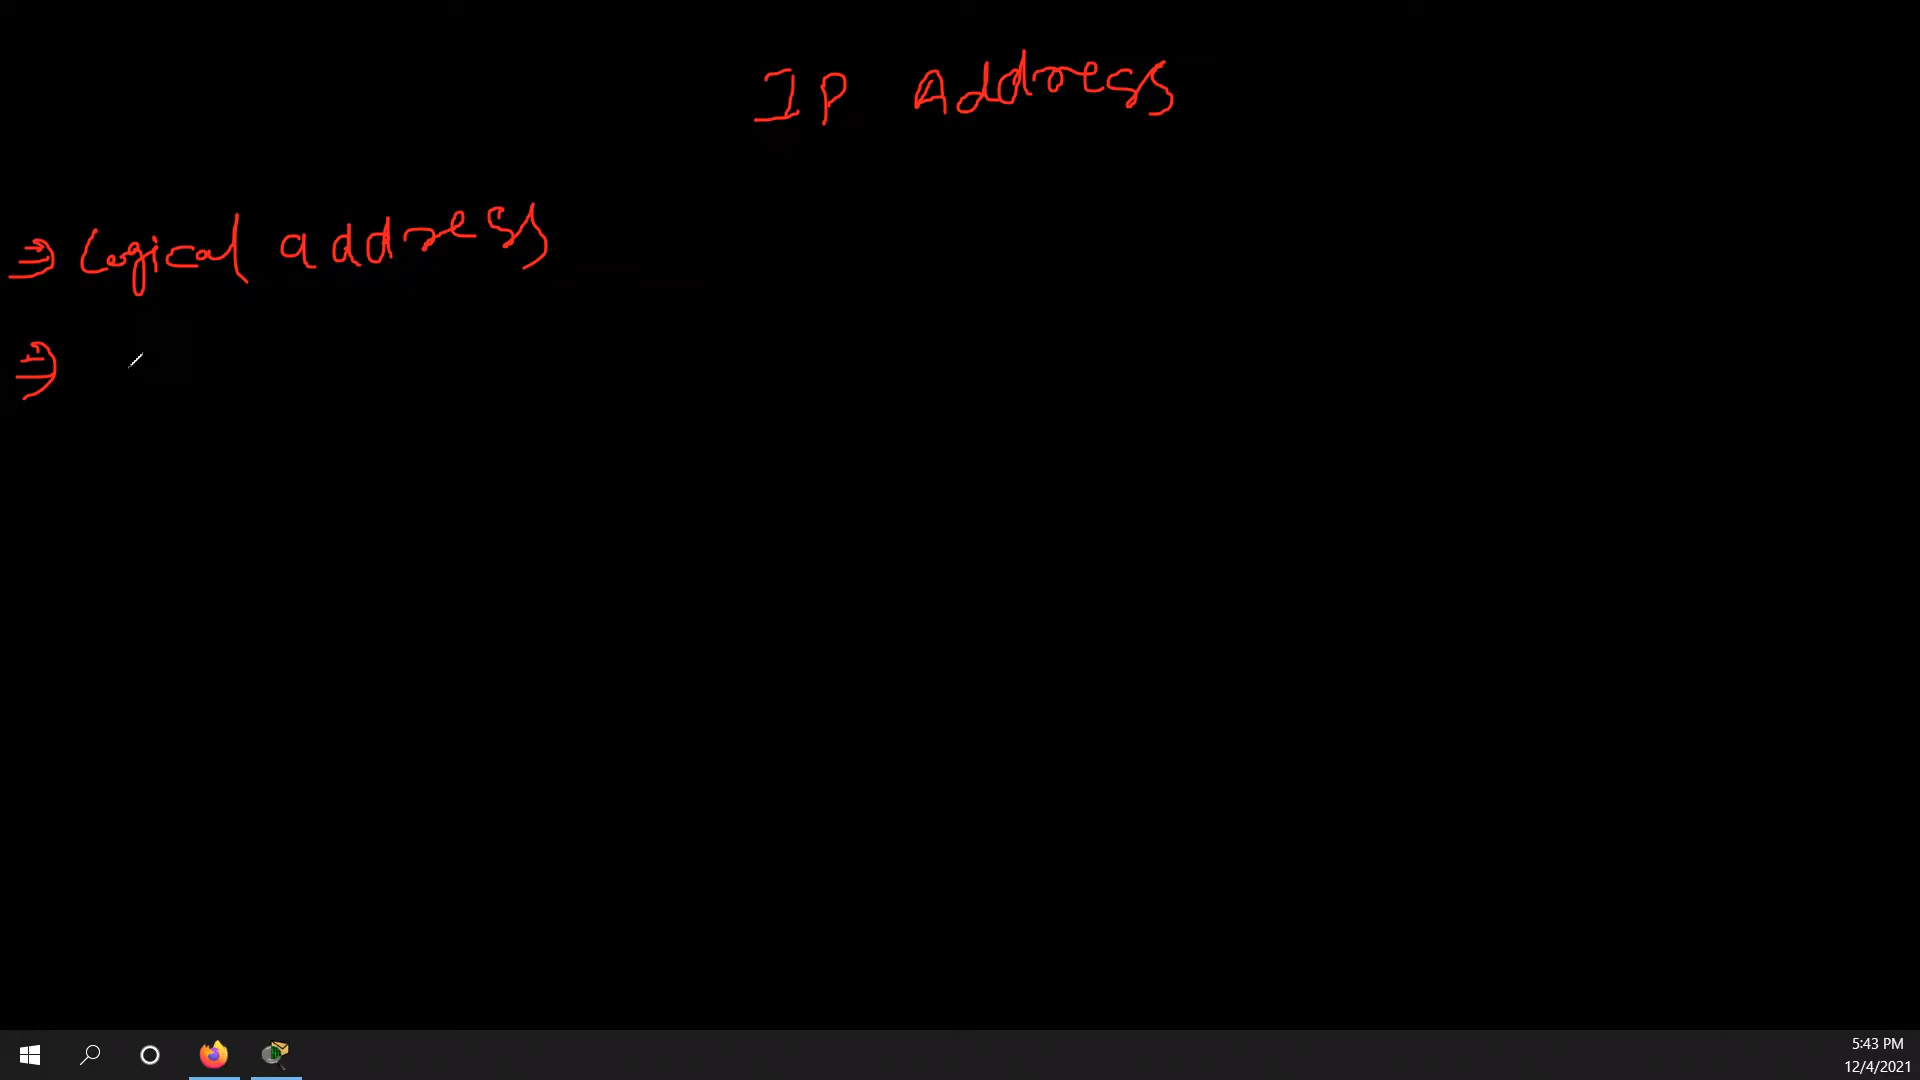 IP Address
⇒ Logical address
⇒
5:43 PM
12/4/2021